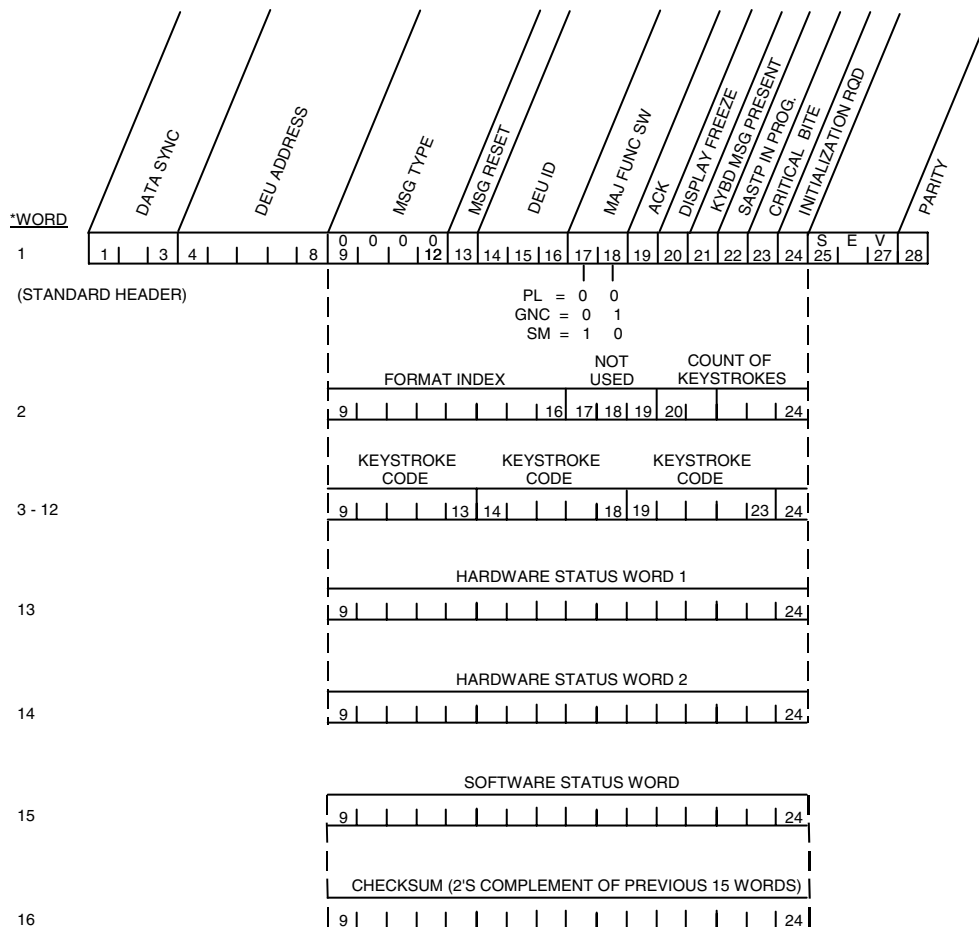 DATA SYNC
DEU ADDRESS
MSG TYPE
MSG RESET
DEU ID
MAJ FUNC SW
ACK
DISPLAY FREEZE
KYBD MSG PRESENT
SASTP IN PROG.
CRITICAL BITE
INITIALIZATION RQD
PARITY
*WORD
0 0 0 0 S E V
1 1 3 4 8 9 12 13 14 15 16 17 18 19 20 21 22 23 24 25 27 28
(STANDARD HEADER)
PL = 0 0
GNC = 0 1
SM = 1 0
FORMAT INDEX
NOT USED
COUNT OF KEYSTROKES
2 9 16 17 18 19 20 24
KEYSTROKE CODE
KEYSTROKE CODE
KEYSTROKE CODE
3 - 12 9 13 14 18 19 23 24
HARDWARE STATUS WORD 1
13 9 24
HARDWARE STATUS WORD 2
14 9 24
SOFTWARE STATUS WORD
15 9 24
CHECKSUM (2'S COMPLEMENT OF PREVIOUS 15 WORDS)
16 9 24